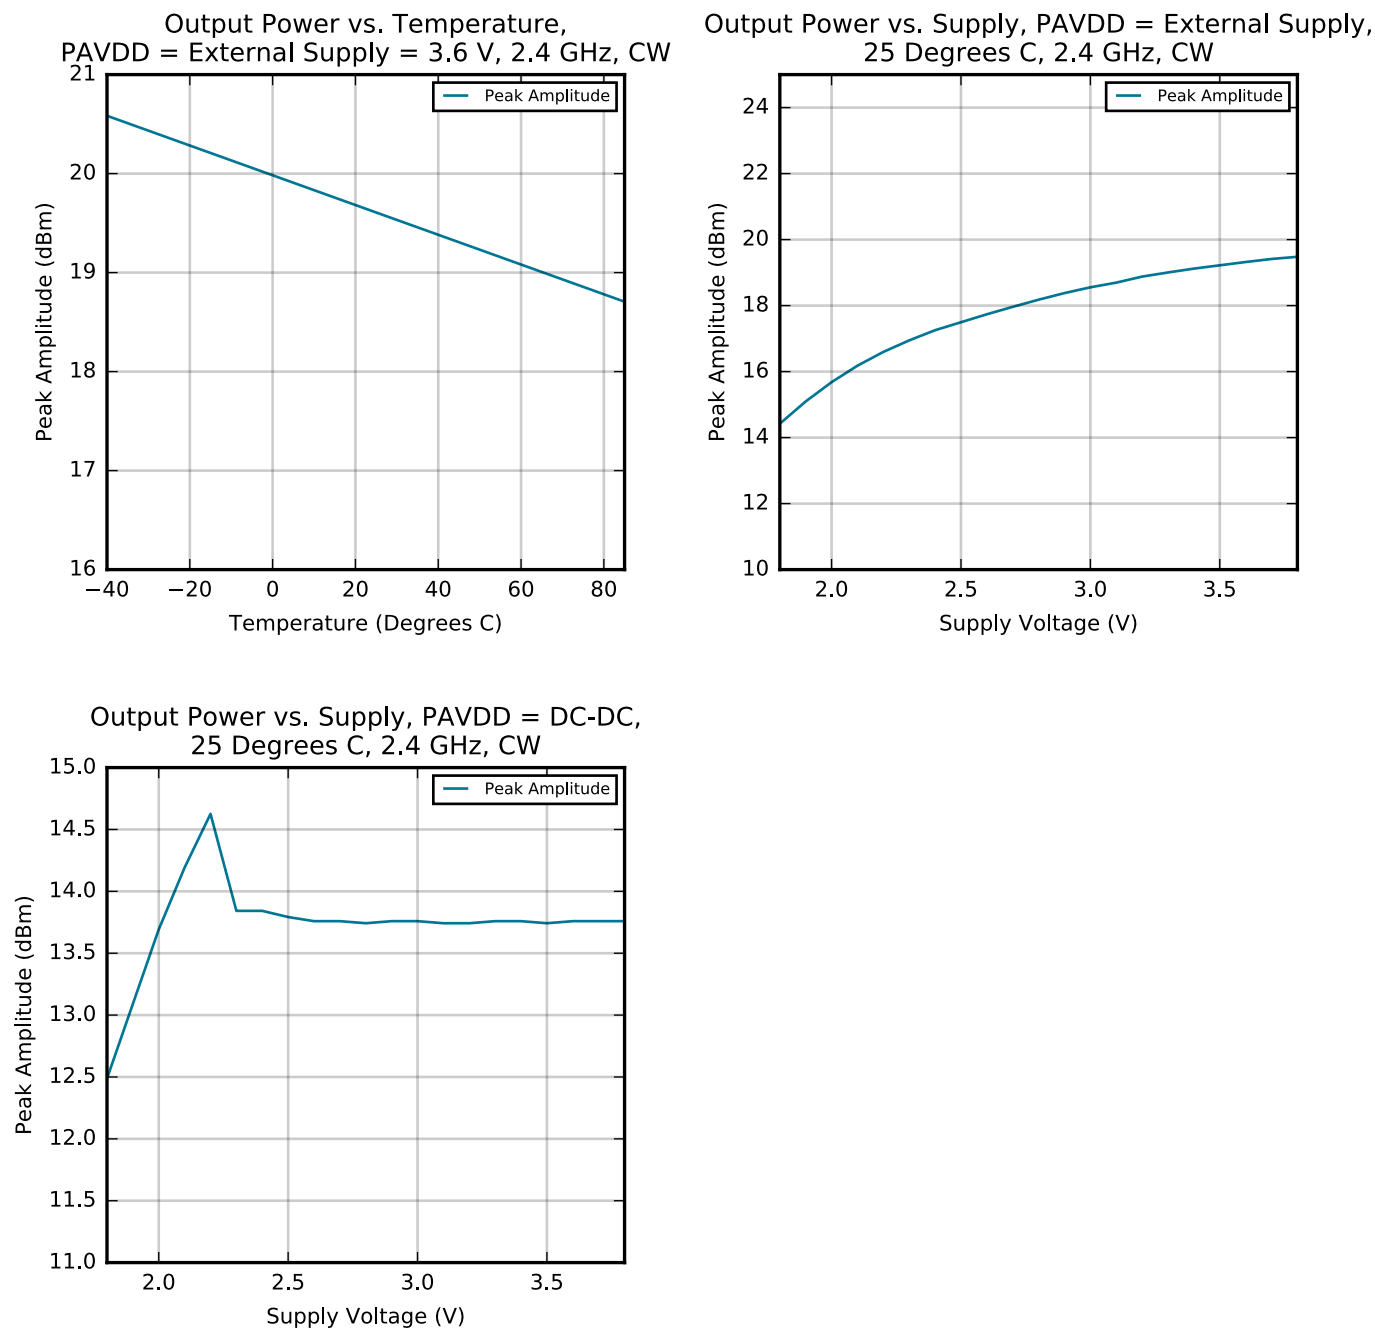 Output Power vs. Temperature,
PAVDD = External Supply = 3.6 V, 2.4 GHz, CW
Peak Amplitude
21
20
19
18
17
16
Peak Amplitude (dBm)
−40 −20 0 20 40 60 80
Temperature (Degrees C)
Output Power vs. Supply, PAVDD = External Supply,
25 Degrees C, 2.4 GHz, CW
Peak Amplitude
24
22
20
18
16
14
12
10
Peak Amplitude (dBm)
2.0 2.5 3.0 3.5
Supply Voltage (V)
Output Power vs. Supply, PAVDD = DC-DC,
25 Degrees C, 2.4 GHz, CW
Peak Amplitude
15.0
14.5
14.0
13.5
13.0
12.5
12.0
11.5
11.0
Peak Amplitude (dBm)
2.0 2.5 3.0 3.5
Supply Voltage (V)